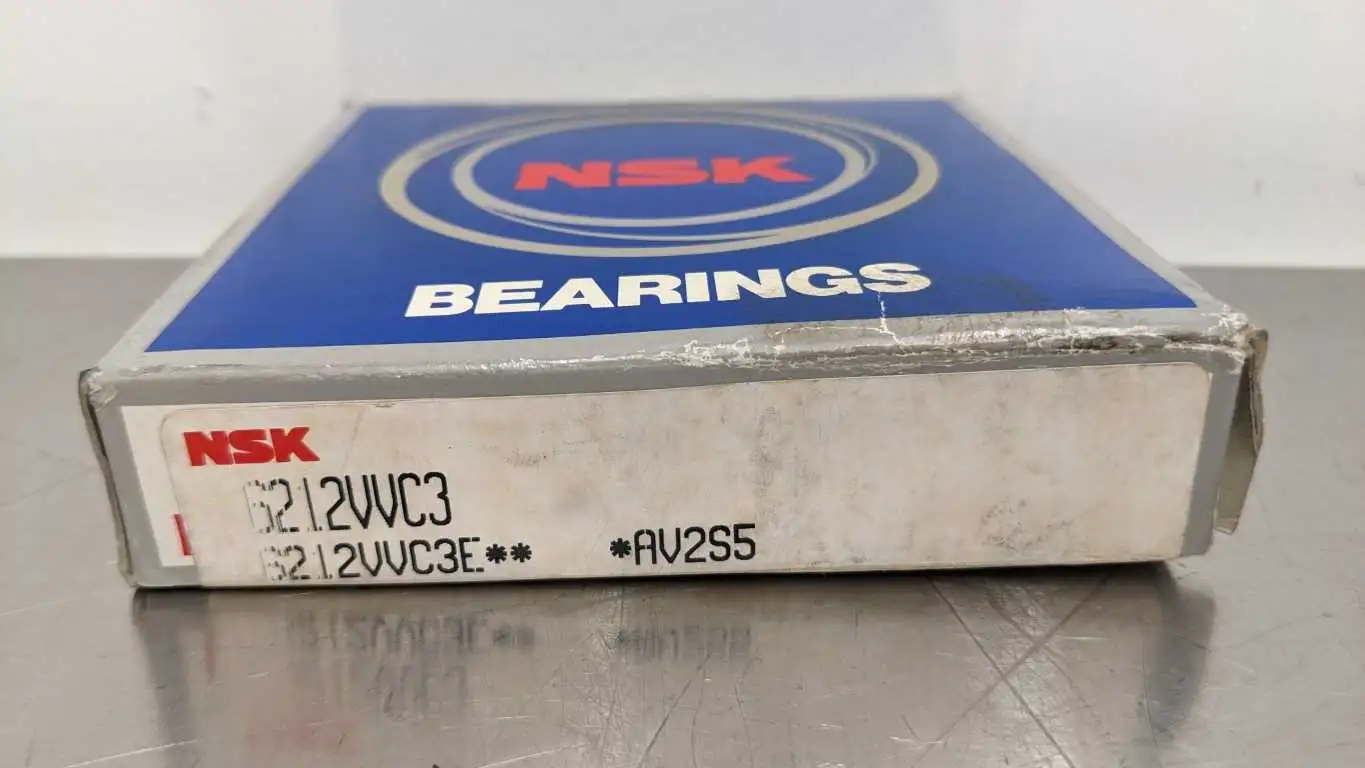 NSK
BEARINGS
NSK
6212VVC3
6212VVC3E** *AV2S5